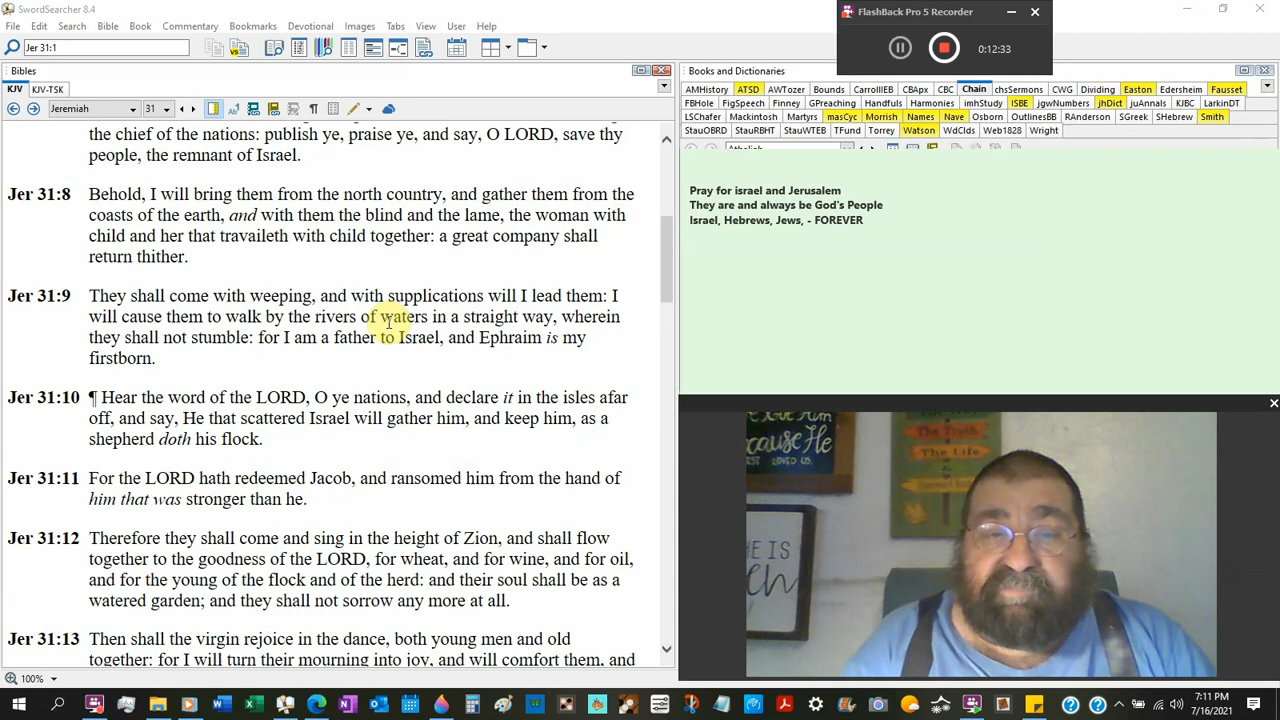 SwordSearcher 8.4
File Edit Search Bible Book Commentary Bookmarks Devotional Images Tabs View User Help
Jer 31:1
FlashBack Pro 5 Recorder
0:12:33
Bibles
KJV KJV-TSK
Jeremiah 31
the chief of the nations: publish ye, praise ye, and say, O LORD, save thy
people, the remnant of Israel.
Jer 31:8 Behold, I will bring them from the north country, and gather them from the
coasts of the earth, and with them the blind and the lame, the woman with
child and her that travaileth with child together: a great company shall
return thither.
Jer 31:9 They shall come with weeping, and with supplications will I lead them: I
will cause them to walk by the rivers of waters in a straight way, wherein
they shall not stumble: for I am a father to Israel, and Ephraim is my
firstborn.
Jer 31:10 ¶ Hear the word of the LORD, O ye nations, and declare it in the isles afar
off, and say, He that scattered Israel will gather him, and keep him, as a
shepherd doth his flock.
Jer 31:11 For the LORD hath redeemed Jacob, and ransomed him from the hand of
him that was stronger than he.
Jer 31:12 Therefore they shall come and sing in the height of Zion, and shall flow
together to the goodness of the LORD, for wheat, and for wine, and for oil,
and for the young of the flock and of the herd: and their soul shall be as a
watered garden; and they shall not sorrow any more at all.
Jer 31:13 Then shall the virgin rejoice in the dance, both young men and old
together: for I will turn their mourning into joy, and will comfort them, and
100%
Books and Dictionaries
AMHistory ATSD AWTozer Bounds CarrollEB CBApx CBC Chain chsSermons CWG Dividing Easton Edersheim Fausset
FBHole FigSpeech Finney GPreaching Handfuls Harmonies imhStudy ISBE jgwNumbers jhDict juAnnals KJBC LarkinDT
LSChafer Mackintosh Martyrs masCyc Morrish Names Nave Osborn OutlinesBB RAnderson SGreek SHebrew Smith
StauOBRD StauRBHT StauWTEB TFund Torrey Watson WdClds Web1828 Wright
Pray for israel and Jerusalem
They are and always be God's People
Israel, Hebrews, Jews, - FOREVER
ecause He
The Truth
The Life
7:11 PM
7/16/2021